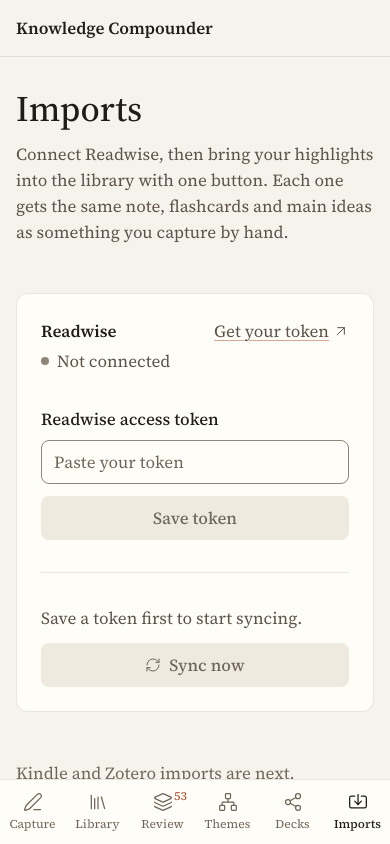 Knowledge Compounder
Imports
Connect Readwise, then bring your highlights
into the library with one button. Each one
gets the same note, flashcards and main ideas
as something you capture by hand.
Readwise
Get your token
Not connected
Readwise access token
Paste your token
Save token
Save a token first to start syncing.
Sync now
Kindle and Zotero imports are next.
53
Capture
Library
Review
Themes
Decks
Imports